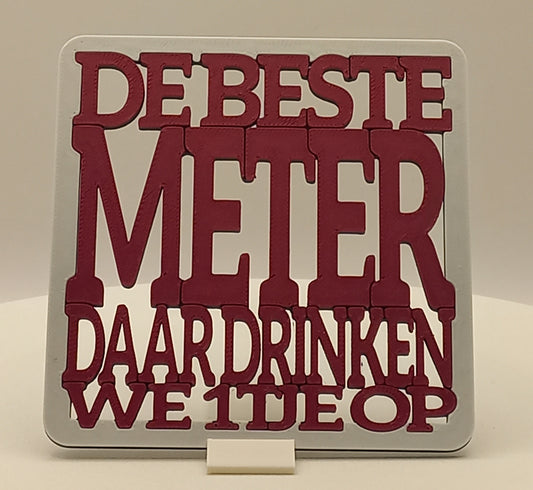 DE BESTE
METER
DAAR DRINKEN
WE 1TJE OP